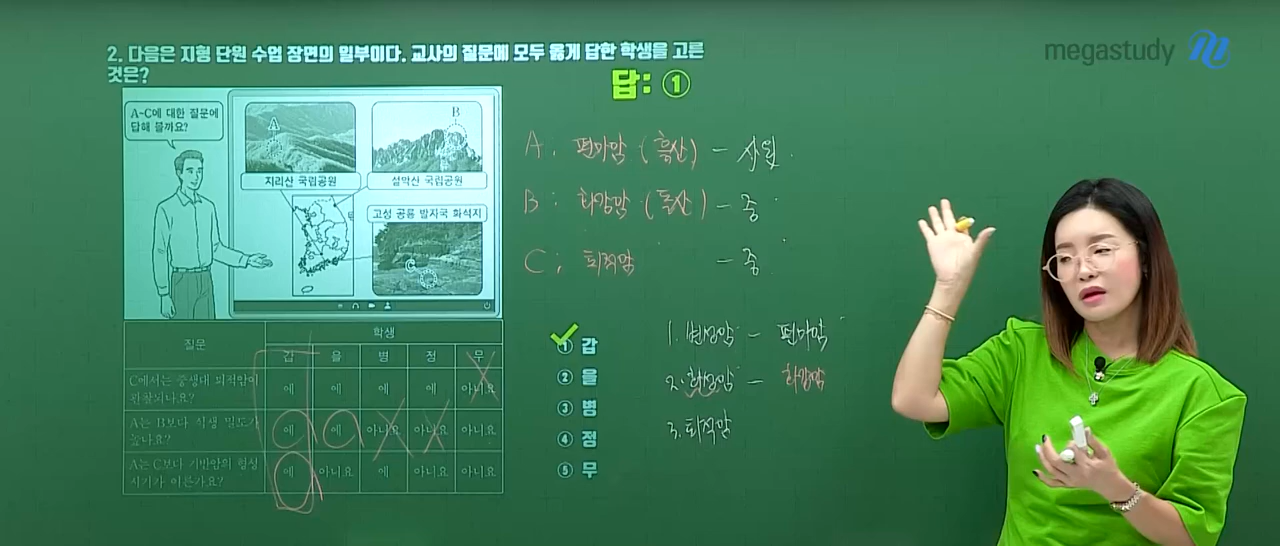 megastudy
2. 다음은 지형 단원 수업 장면의 일부이다. 교사의 질문에 모두 옳게 답한 학생을 고른
것은?
답: ①
A~C에 대한 질문에
답해 볼까요?
A
B
지리산 국립공원
설악산 국립공원
고성 공룡 발자국 화석지
C
질문
학생
갑 을 병 정 무
C에서는 중생대 퇴적암이
관찰되나요?
예 예 예 예 아니요
A는 B보다 식생 밀도가
높나요?
예 예 아니요 아니요 아니요
A는 C보다 기반암의 형성
시기가 이른가요?
예 아니요 예 아니요 아니요
A. 편마암 (흙산) -
B: 화강암 (돌산) - 중
C: 퇴적암 - 중
① 갑
② 을
③ 병
④ 정
⑤ 무
1. 변성암 - 편마암
2. 화성암 - 화강암
3. 퇴적암